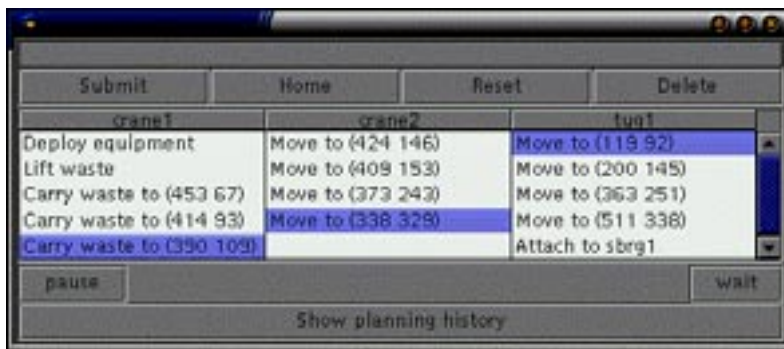 Submit Home Reset Delete
crane1 crane2 tug1
Deploy equipment Move to (424 146) Move to (119 92)
Lift waste Move to (409 153) Move to (200 145)
Carry waste to (453 67) Move to (373 243) Move to (363 251)
Carry waste to (414 93) Move to (338 329) Move to (511 338)
Carry waste to (390 109) Attach to sbrg1
pause wait
Show planning history